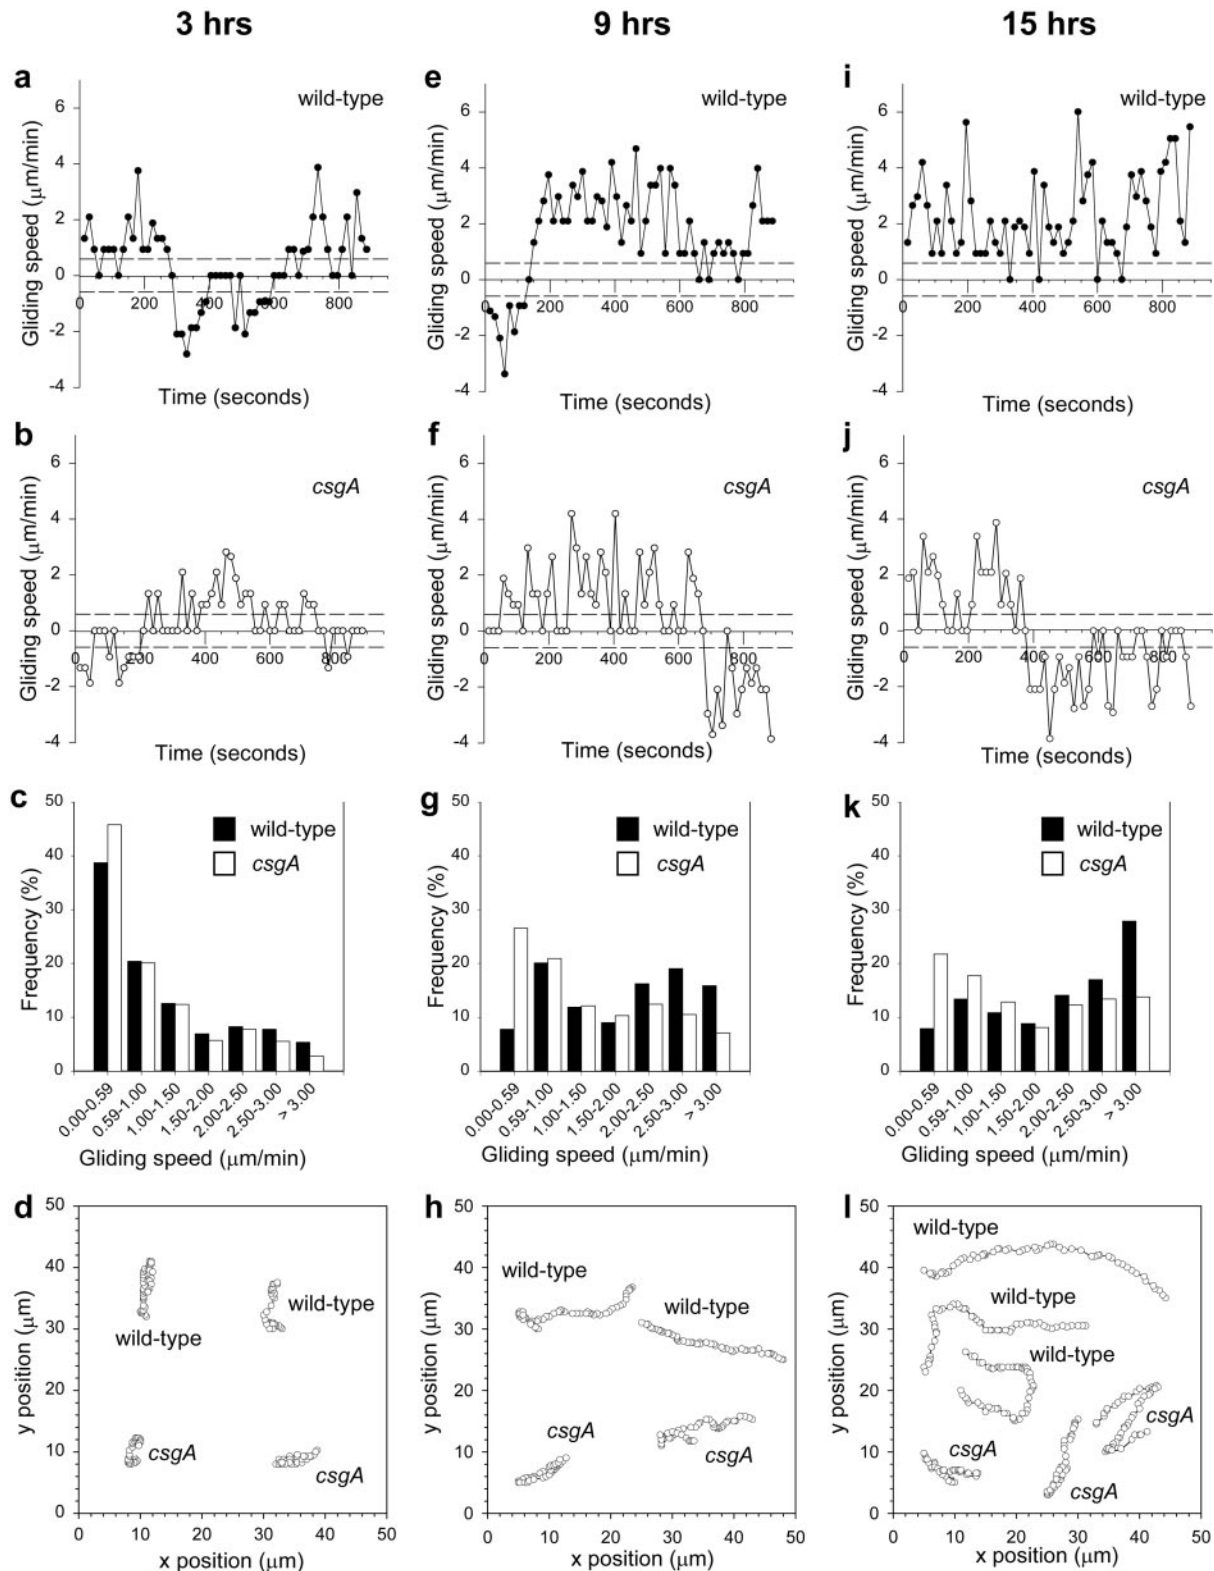 3 hrs 9 hrs 15 hrs
a
wild-type
Gliding speed (μm/min)
6
4
2
0
-2
-4
200 400 600 800
Time (seconds)
e
wild-type
Gliding speed (μm/min)
6
4
2
0
-2
-4
0 200 400 600 800
Time (seconds)
i
wild-type
Gliding speed (μm/min)
6
4
2
0
-2
-4
0 200 400 600 800
Time (seconds)
b
csgA
Gliding speed (μm/min)
6
4
2
0
-2
-4
0 200 400 600 800
Time (seconds)
f
csgA
Gliding speed (μm/min)
6
4
2
0
-2
-4
0 200 400 600 800
Time (seconds)
j
csgA
Gliding speed (μm/min)
6
4
2
0
-2
-4
0 200 400 600 800
Time (seconds)
c
wild-type
csgA
Frequency (%)
50
40
30
20
10
0
0.00-0.59
0.59-1.00
1.00-1.50
1.50-2.00
2.00-2.50
2.50-3.00
> 3.00
Gliding speed (μm/min)
g
wild-type
csgA
Frequency (%)
50
40
30
20
10
0
0.00-0.59
0.59-1.00
1.00-1.50
1.50-2.00
2.00-2.50
2.50-3.00
> 3.00
Gliding speed (μm/min)
k
wild-type
csgA
Frequency (%)
50
40
30
20
10
0
0.00-0.59
0.59-1.00
1.00-1.50
1.50-2.00
2.00-2.50
2.50-3.00
> 3.00
Gliding speed (μm/min)
d
y position (μm)
50
40
30
20
10
0
wild-type
wild-type
csgA
csgA
0 10 20 30 40 50
x position (μm)
h
y position (μm)
50
40
30
20
10
0
wild-type
wild-type
csgA
csgA
0 10 20 30 40 50
x position (μm)
l
y position (μm)
50
40
30
20
10
0
wild-type
wild-type
wild-type
csgA
csgA
csgA
0 10 20 30 40 50
x position (μm)